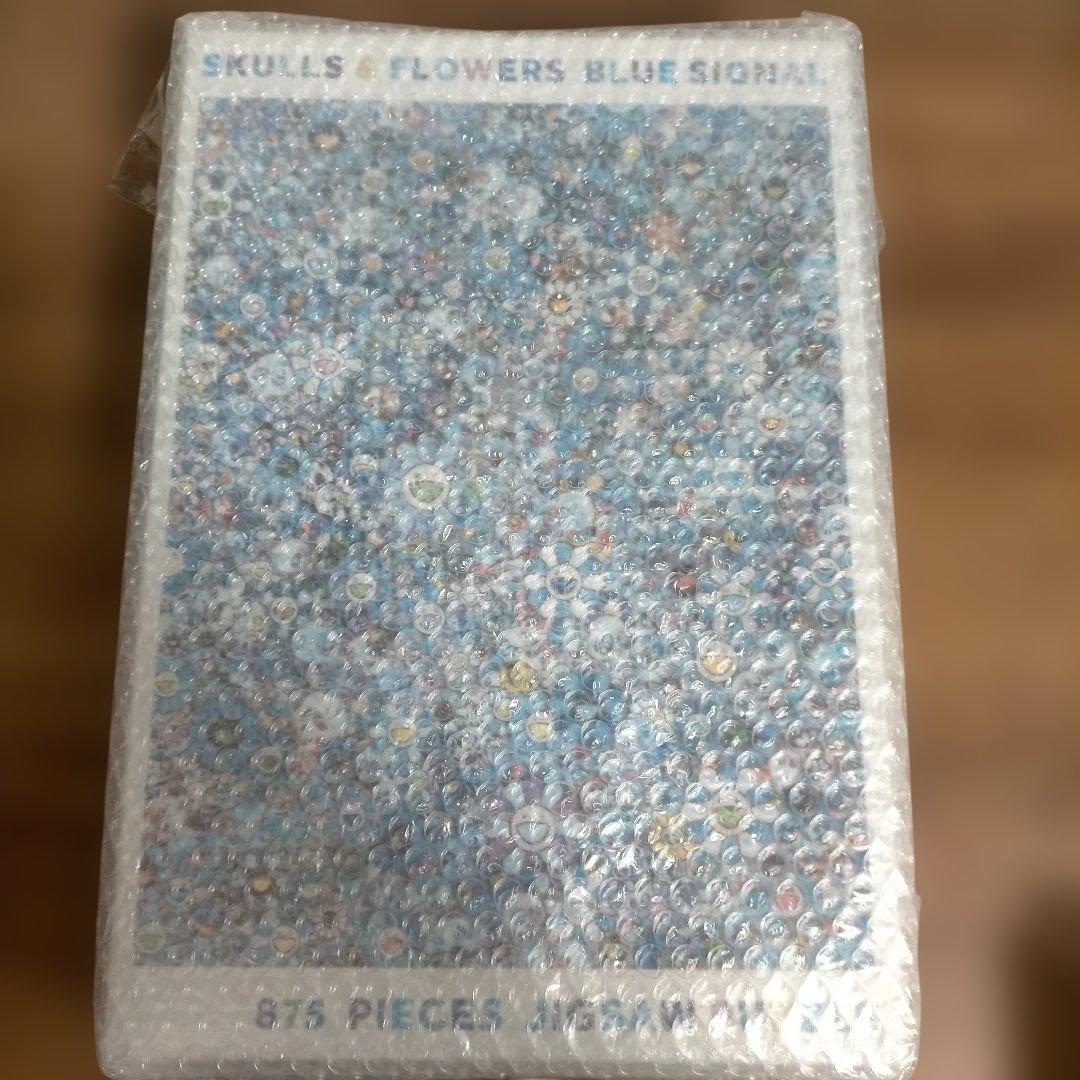 SKULLS & FLOWERS BLUE SIGNAL
875 PIECES JIGSAW